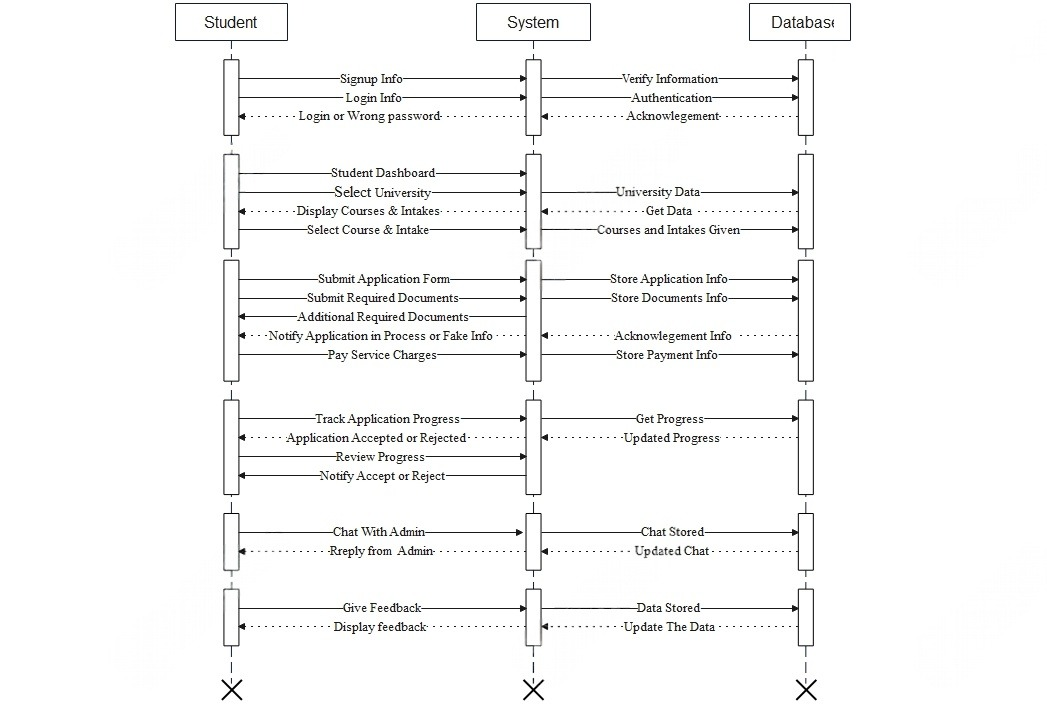 Student
System
Database
Signup Info
Verify Information
Login Info
Authentication
Login or Wrong password
Acknowlegement
Student Dashboard
Select University
University Data
Display Courses & Intakes
Get Data
Select Course & Intake
Courses and Intakes Given
Submit Application Form
Store Application Info
Submit Required Documents
Store Documents Info
Additional Required Documents
Notify Application in Process or Fake Info
Acknowlegement Info
Pay Service Charges
Store Payment Info
Track Application Progress
Get Progress
Application Accepted or Rejected
Updated Progress
Review Progress
Notify Accept or Reject
Chat With Admin
Chat Stored
Rreply from Admin
Updated Chat
Give Feedback
Data Stored
Display feedback
Update The Data